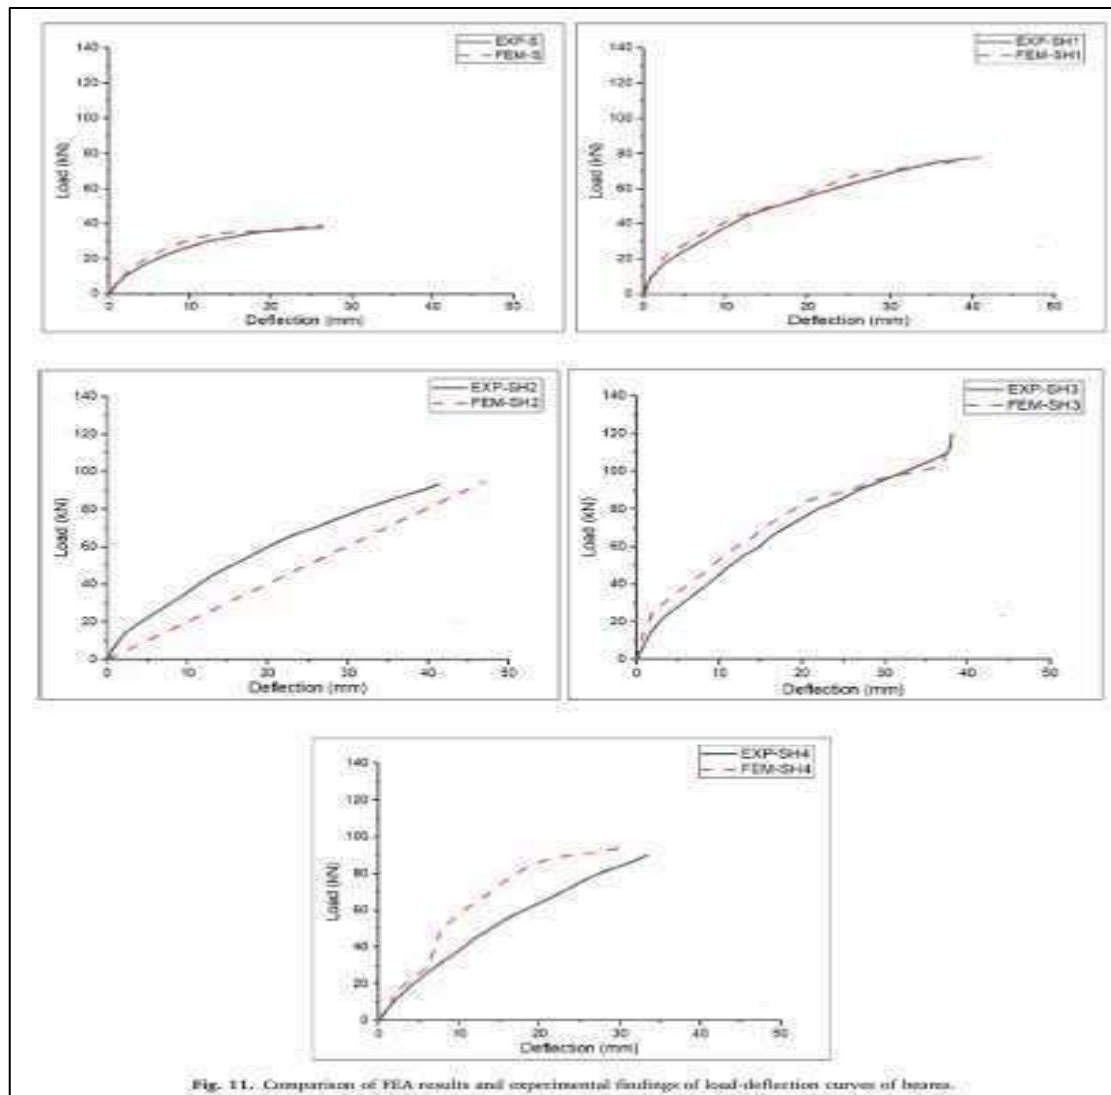 EXP-S
FEM-S
140
120
100
80
60
40
20
0
Load (kN)
0 10 20 30 40 50
Deflection (mm)
EXP-SH1
FEM-SH1
140
120
100
80
60
40
20
0
Load (kN)
0 10 20 30 40 50
Deflection (mm)
EXP-SH2
FEM-SH2
140
120
100
80
60
40
20
0
Load (kN)
0 10 20 30 40 50
Deflection (mm)
EXP-SH3
FEM-SH3
140
120
100
80
60
40
20
0
Load (kN)
0 10 20 30 40 50
Deflection (mm)
EXP-SH4
FEM-SH4
140
120
100
80
60
40
20
0
Load (kN)
0 10 20 30 40 50
Deflection (mm)
Fig. 11. Comparison of FEA results and experimental findings of load-deflection curves of beams.